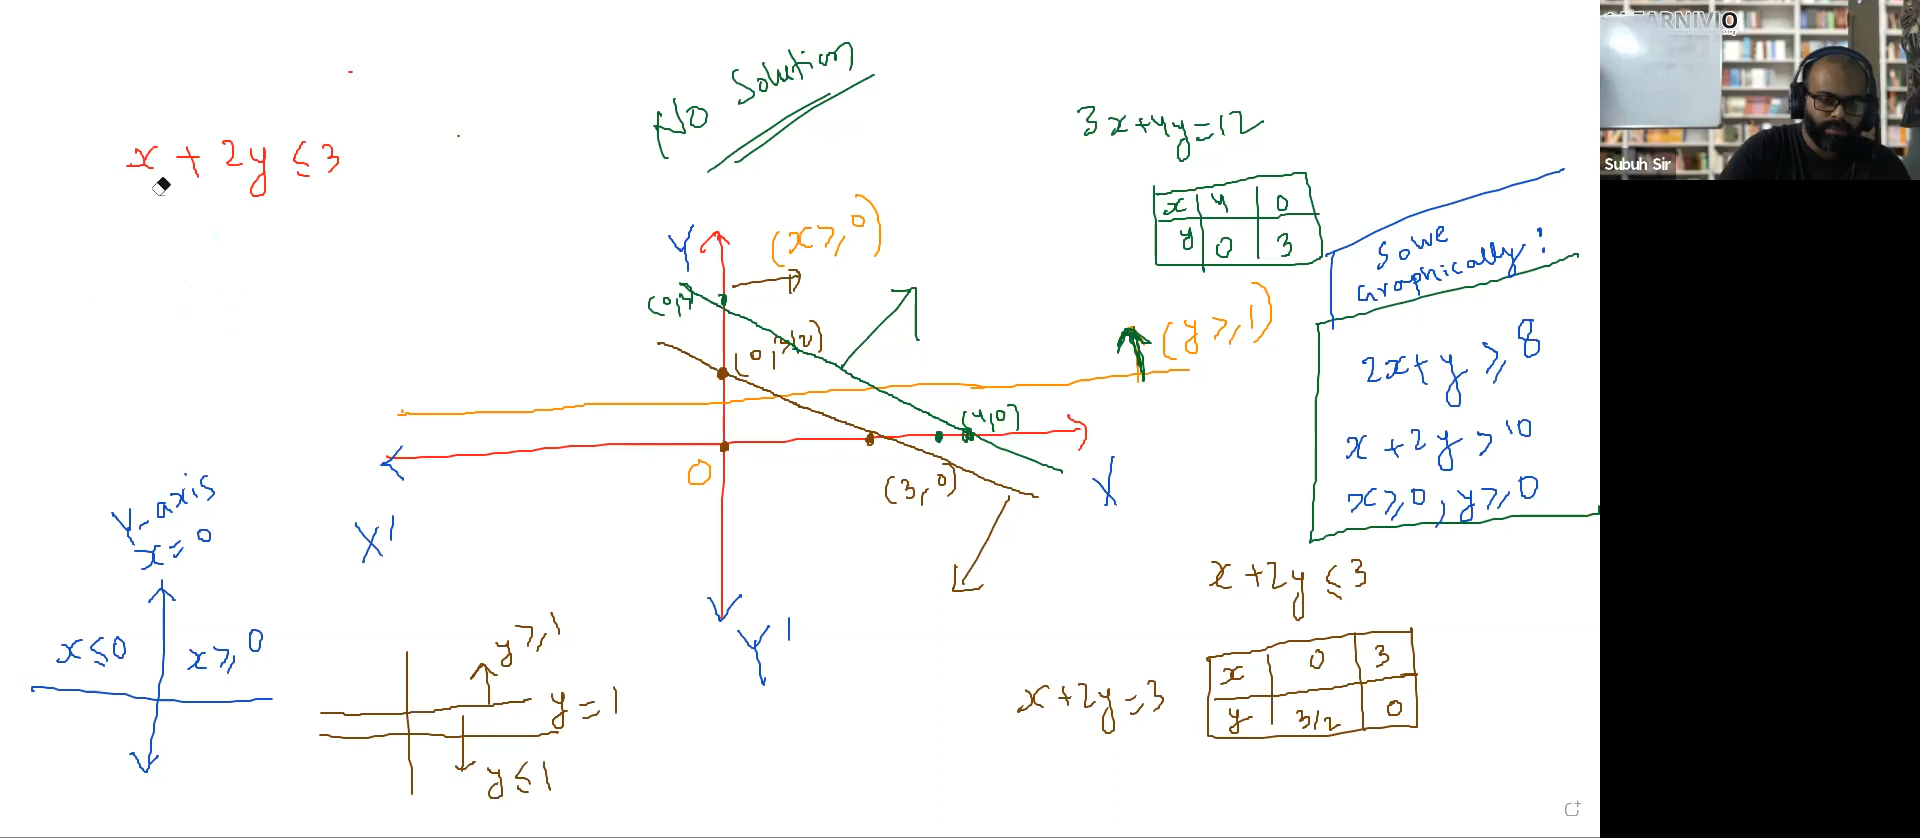 No Solution
x + 2y ≤ 3
3x+4y=12
x 4 0
y 0 3
Solve
Graphically:
2x+y ≥ 8
x+2y > 10
x≥0, y≥0
Y
(x≥0)
(y≥1)
(0,3)
(0,3/2)
(4,0)
(3,0)
O
X
X'
Y'
Y-axis
x=0
x≤0
x≥0
y≥1
y=1
y≤1
x+2y≤3
x+2y=3
x 0 3
y 3/2 0
Subuh Sir